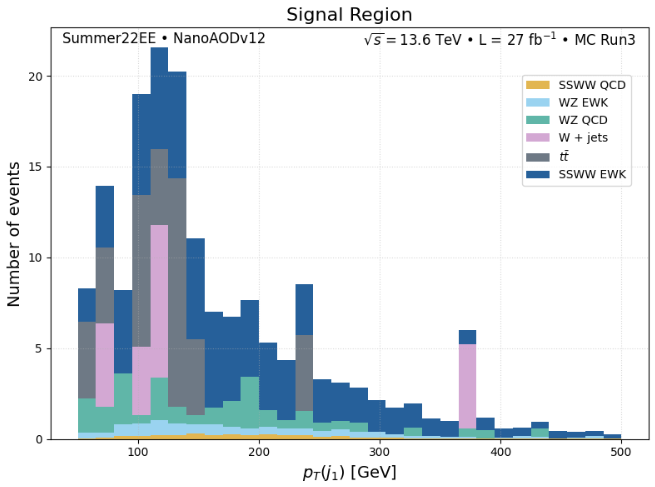 Signal Region
Summer22EE • NanoAODv12
√s = 13.6 TeV • L = 27 fb⁻¹ • MC Run3
SSWW QCD
WZ EWK
WZ QCD
W + jets
tt̄
SSWW EWK
Number of events
20
15
10
5
0
100
200
300
400
500
p_T(j₁) [GeV]